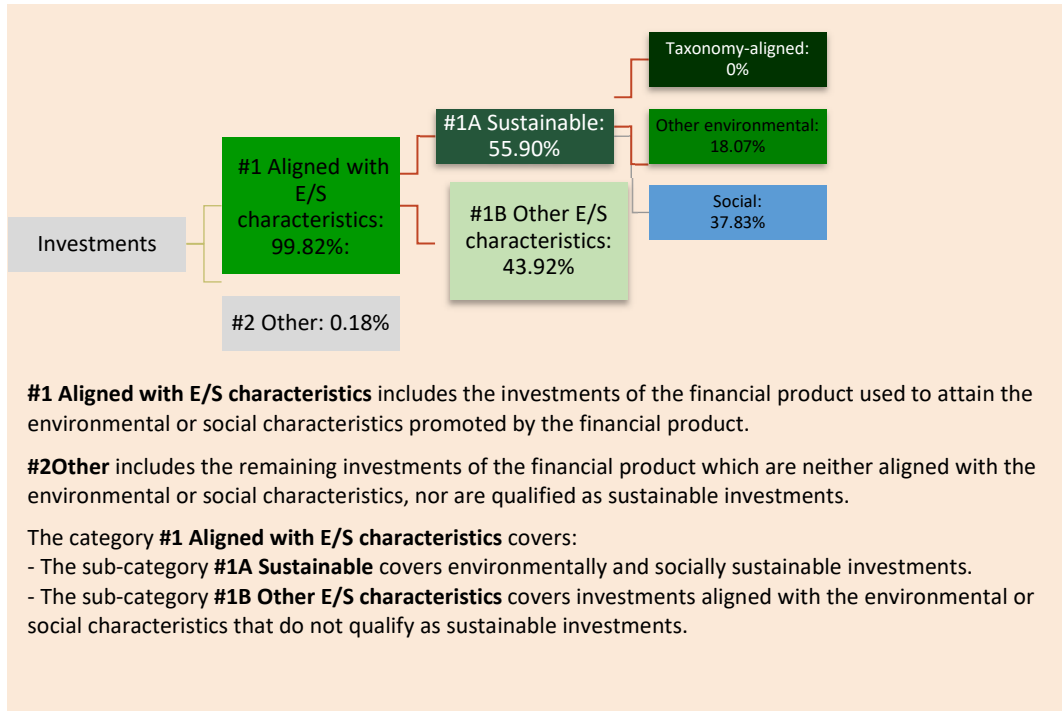 Taxonomy-aligned:
0%
#1A Sustainable:
55.90%
Other environmental:
18.07%
#1 Aligned with
E/S
characteristics:
99.82%:
#1B Other E/S
characteristics:
43.92%
Social:
37.83%
Investments
#2 Other: 0.18%
#1 Aligned with E/S characteristics includes the investments of the financial product used to attain the
environmental or social characteristics promoted by the financial product.
#2Other includes the remaining investments of the financial product which are neither aligned with the
environmental or social characteristics, nor are qualified as sustainable investments.
The category #1 Aligned with E/S characteristics covers:
- The sub-category #1A Sustainable covers environmentally and socially sustainable investments.
- The sub-category #1B Other E/S characteristics covers investments aligned with the environmental or
social characteristics that do not qualify as sustainable investments.